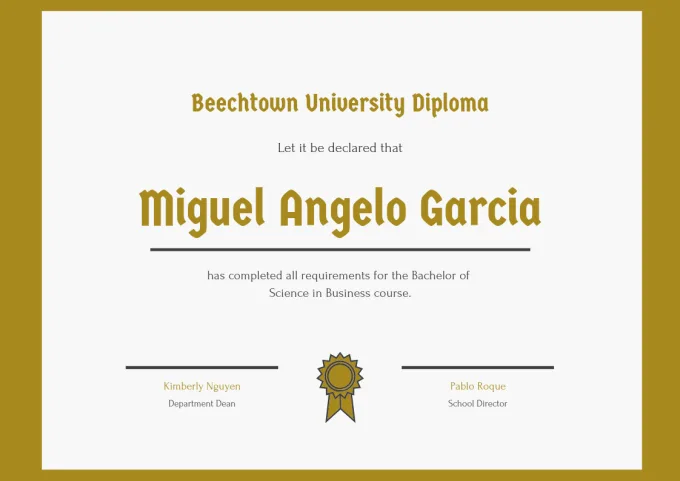 Beechtown University Diploma
Let it be declared that
Miguel Angelo Garcia
has completed all requirements for the Bachelor of
Science in Business course.
Kimberly Nguyen
Department Dean
Pablo Roque
School Director